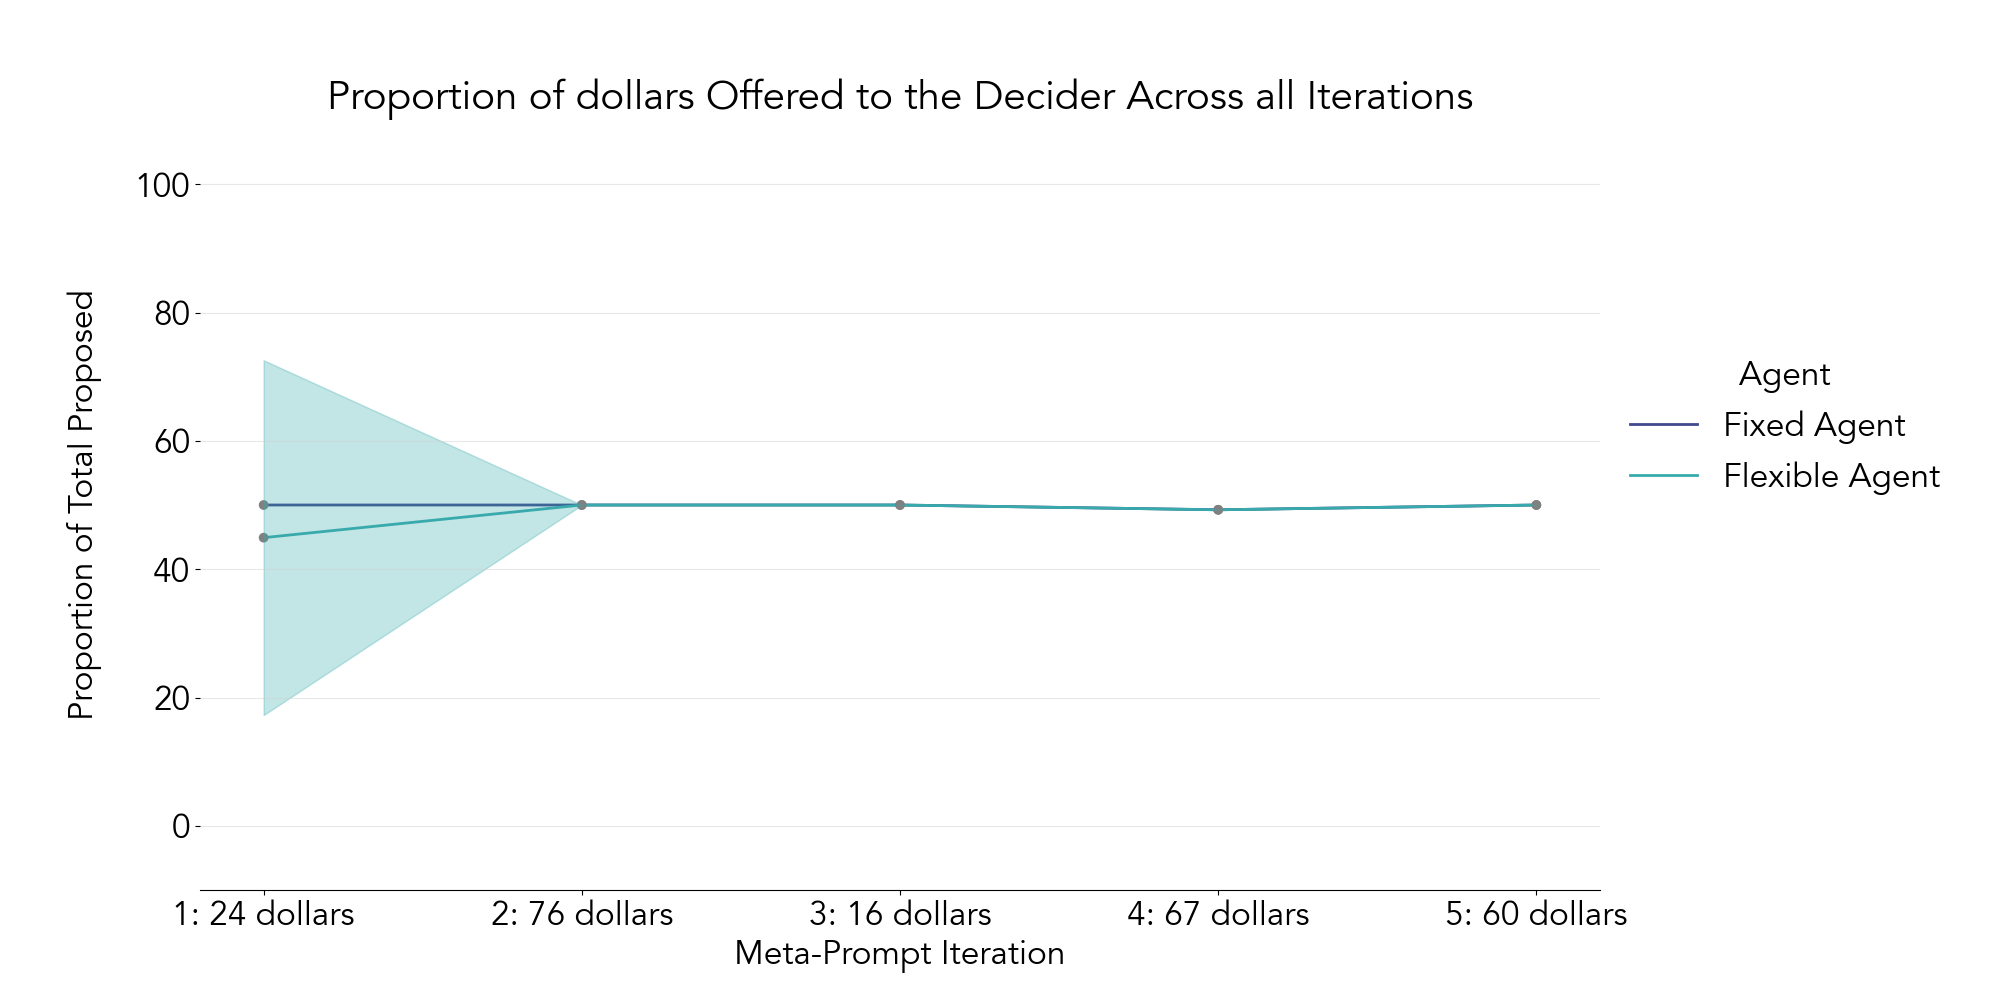 Proportion of dollars Offered to the Decider Across all Iterations
100
80
60
40
20
0
Proportion of Total Proposed
1: 24 dollars
2: 76 dollars
3: 16 dollars
4: 67 dollars
5: 60 dollars
Meta-Prompt Iteration
Agent
Fixed Agent
Flexible Agent